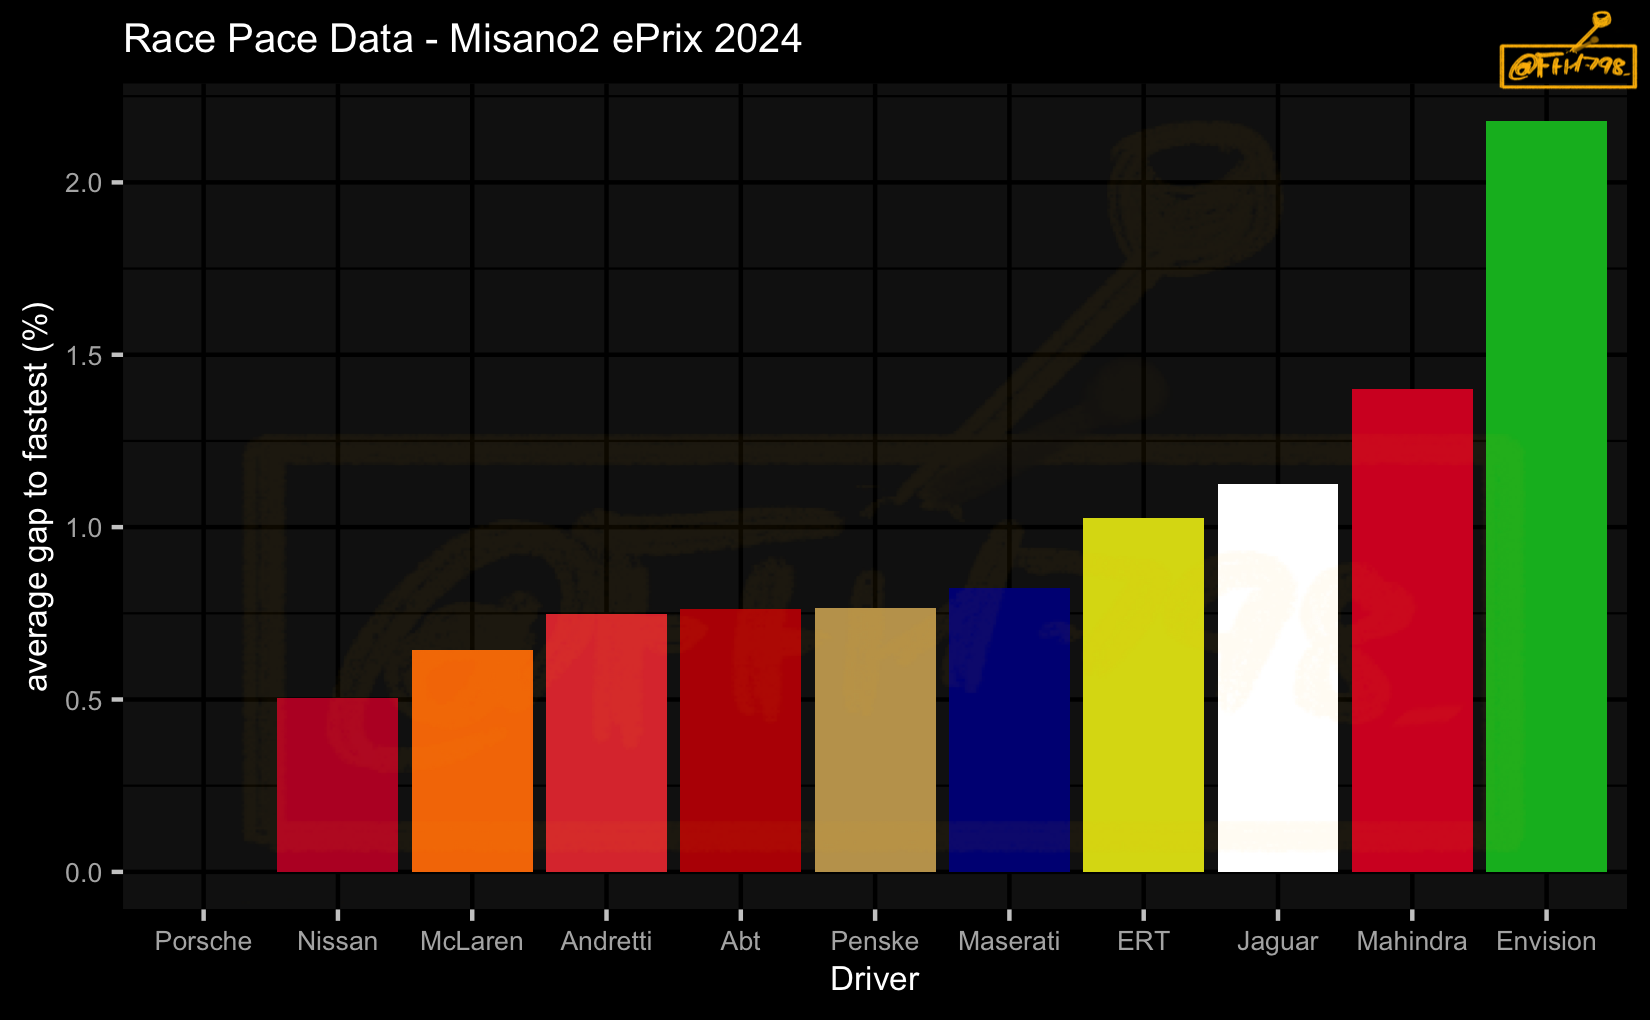 Race Pace Data - Misano2 ePrix 2024
average gap to fastest (%)
2.0
1.5
1.0
0.5
0.0
Porsche Nissan McLaren Andretti Abt Penske Maserati ERT Jaguar Mahindra Envision
Driver